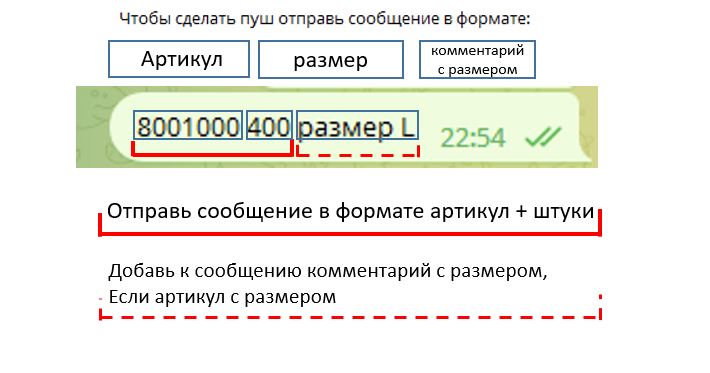 Чтобы сделать пуш отправь сообщение в формате:
Артикул размер комментарий
с размером
8001000 400 размер L 22:54
Отправь сообщение в формате артикул + штуки
Добавь к сообщению комментарий с размером,
Если артикул с размером